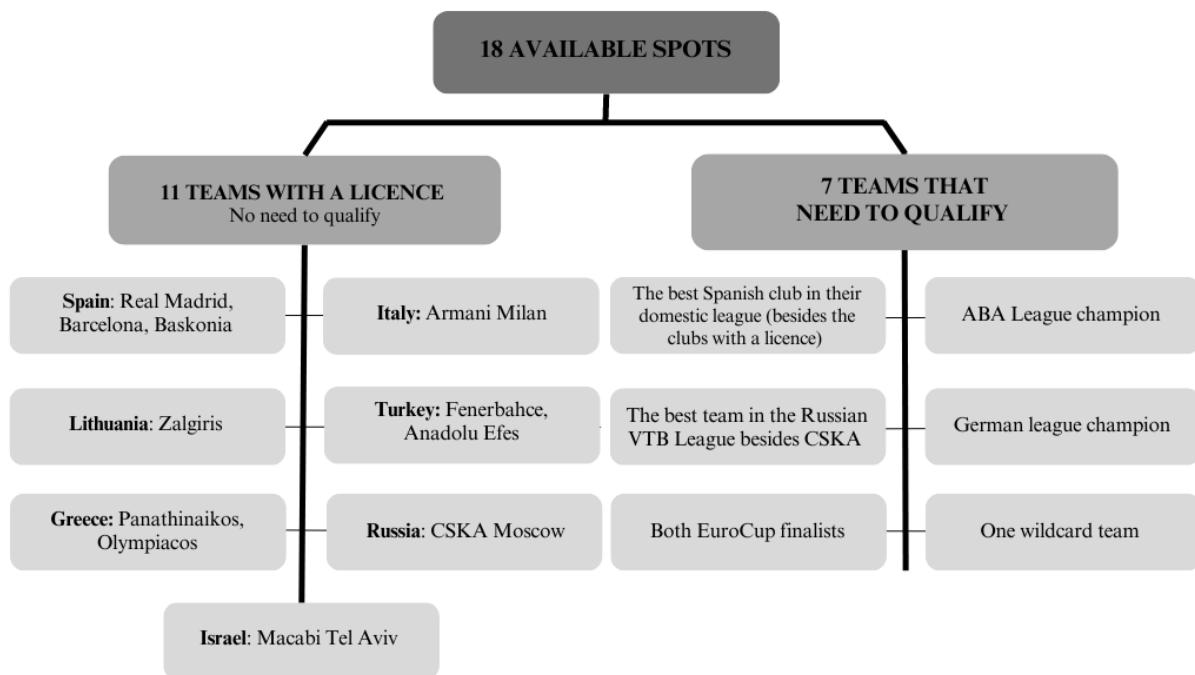 18 AVAILABLE SPOTS
11 TEAMS WITH A LICENCE
No need to qualify
7 TEAMS THAT
NEED TO QUALIFY
Spain: Real Madrid,
Barcelona, Baskonia
Italy: Armani Milan
The best Spanish club in their
domestic league (besides the
clubs with a licence)
ABA League champion
Lithuania: Zalgiris
Turkey: Fenerbahce,
Anadolu Efes
The best team in the Russian
VTB League besides CSKA
German league champion
Greece: Panathinaikos,
Olympiacos
Russia: CSKA Moscow
Both EuroCup finalists
One wildcard team
Israel: Macabi Tel Aviv